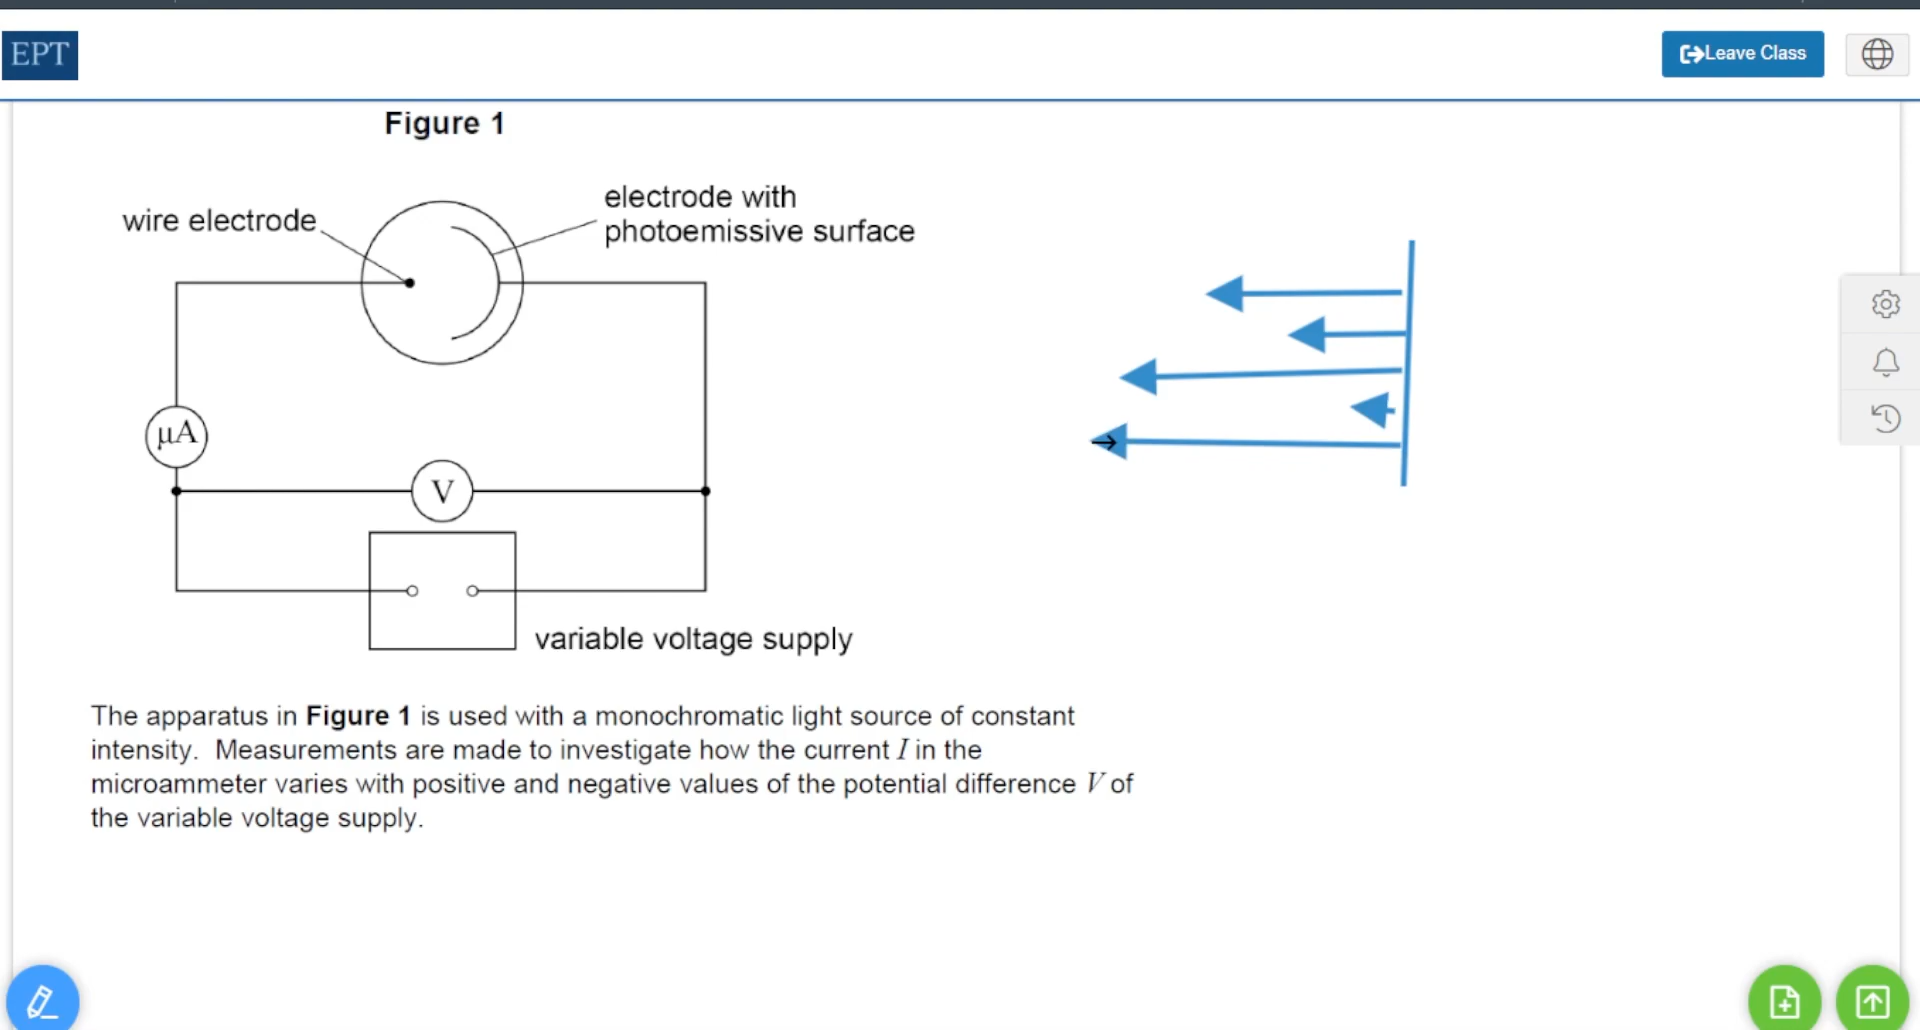 EPT
Leave Class
Figure 1
wire electrode
electrode with
photoemissive surface
μA
V
variable voltage supply
The apparatus in Figure 1 is used with a monochromatic light source of constant
intensity. Measurements are made to investigate how the current I in the
microammeter varies with positive and negative values of the potential difference V of
the variable voltage supply.